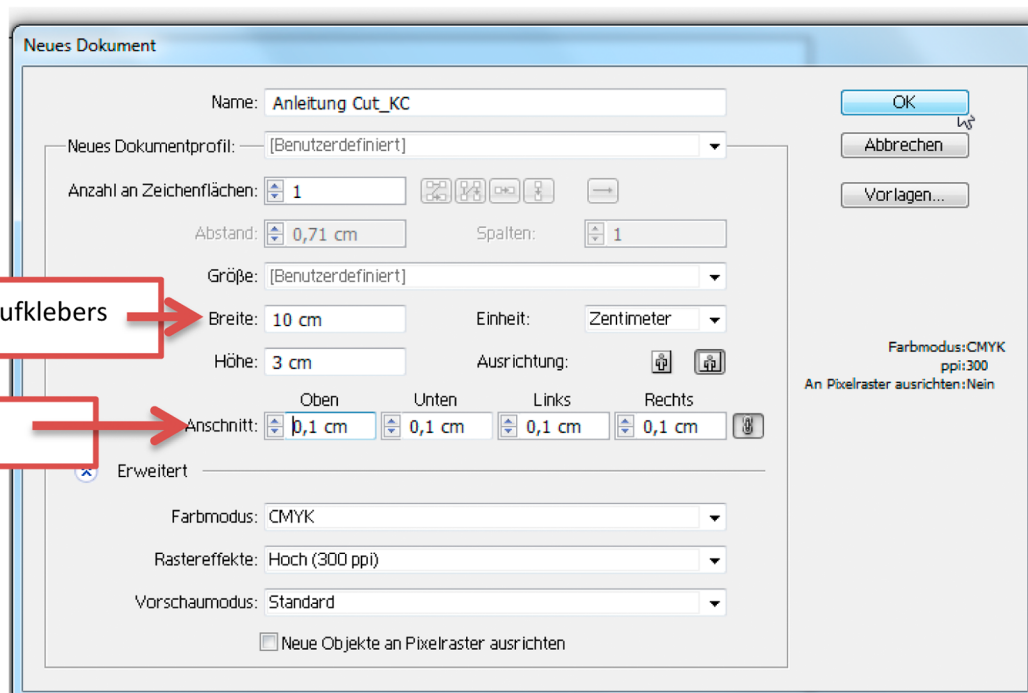 Neues Dokument
Name: Anleitung Cut_KC
OK
Neues Dokumentprofil: [Benutzerdefiniert]
Abbrechen
Anzahl an Zeichenflächen: 1
Vorlagen...
Abstand: 0,71 cm Spalten: 1
Größe: [Benutzerdefiniert]
ufklebers
Breite: 10 cm Einheit: Zentimeter
Höhe: 3 cm Ausrichtung:
Farbmodus:CMYK
ppi:300
An Pixelraster ausrichten:Nein
Oben Unten Links Rechts
Anschnitt: 0,1 cm 0,1 cm 0,1 cm 0,1 cm
Erweitert
Farbmodus: CMYK
Rastereffekte: Hoch (300 ppi)
Vorschaumodus: Standard
Neue Objekte an Pixelraster ausrichten